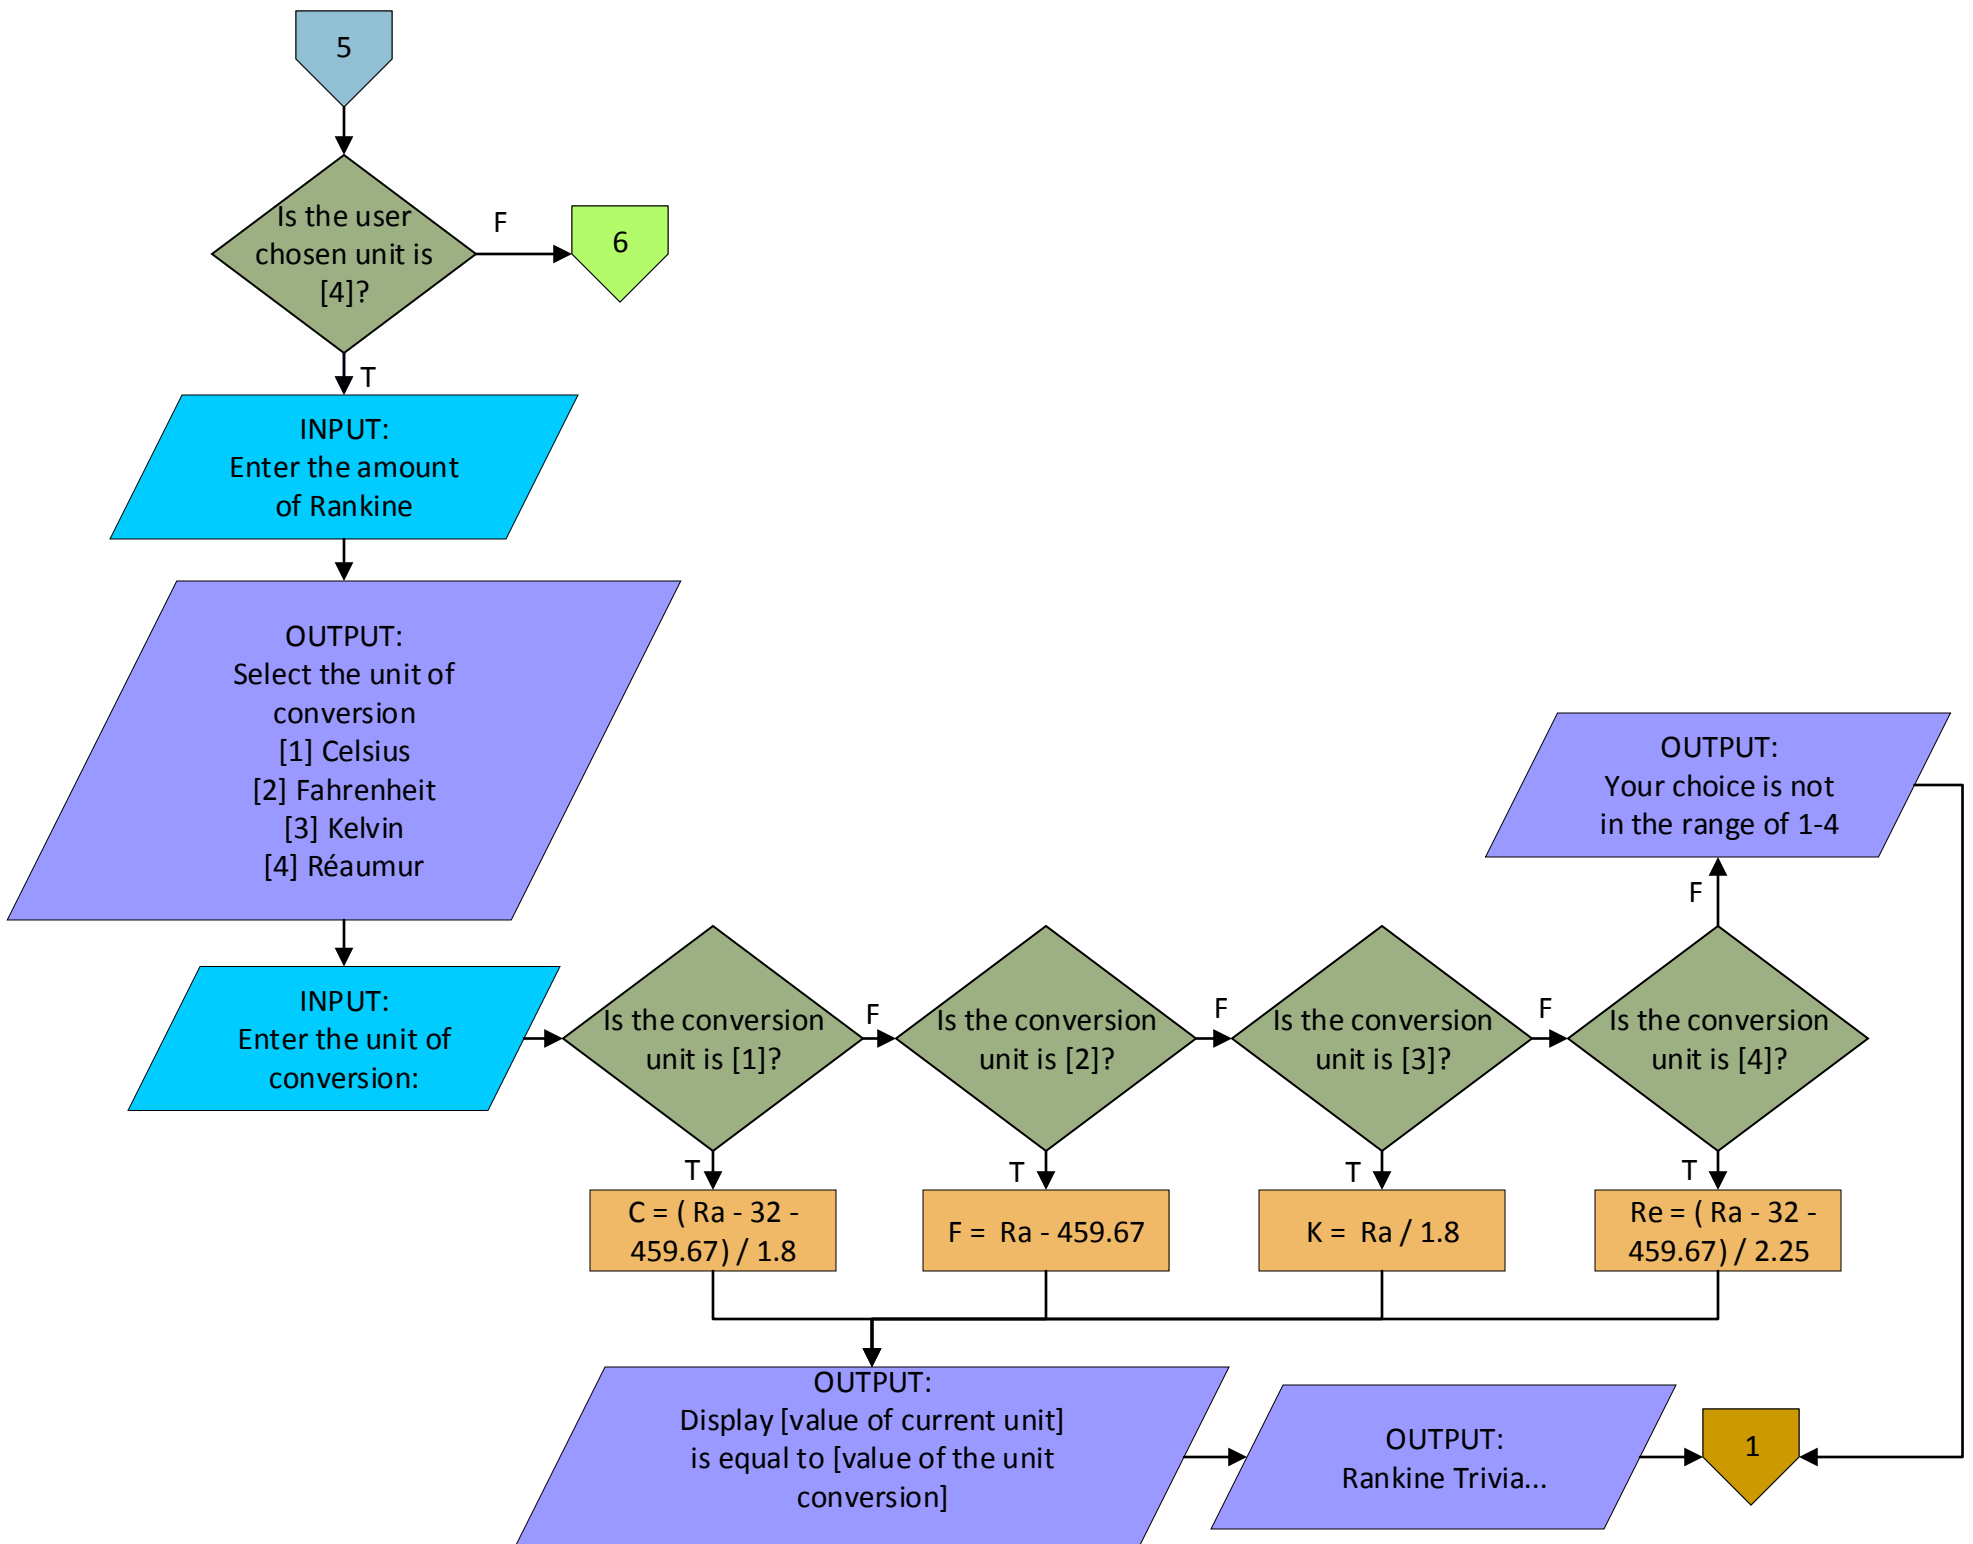 5
Is the user
chosen unit is
[4]?
F
6
T
INPUT:
Enter the amount
of Rankine
OUTPUT:
Select the unit of
conversion
[1] Celsius
[2] Fahrenheit
[3] Kelvin
[4] Réaumur
INPUT:
Enter the unit of
conversion:
Is the conversion
unit is [1]?
F
Is the conversion
unit is [2]?
F
Is the conversion
unit is [3]?
F
Is the conversion
unit is [4]?
F
OUTPUT:
Your choice is not
in the range of 1-4
T
C = ( Ra - 32 -
459.67) / 1.8
T
F =  Ra - 459.67
T
K =  Ra / 1.8
T
Re = ( Ra - 32 -
459.67) / 2.25
OUTPUT:
Display [value of current unit]
is equal to [value of the unit
conversion]
OUTPUT:
Rankine Trivia...
1